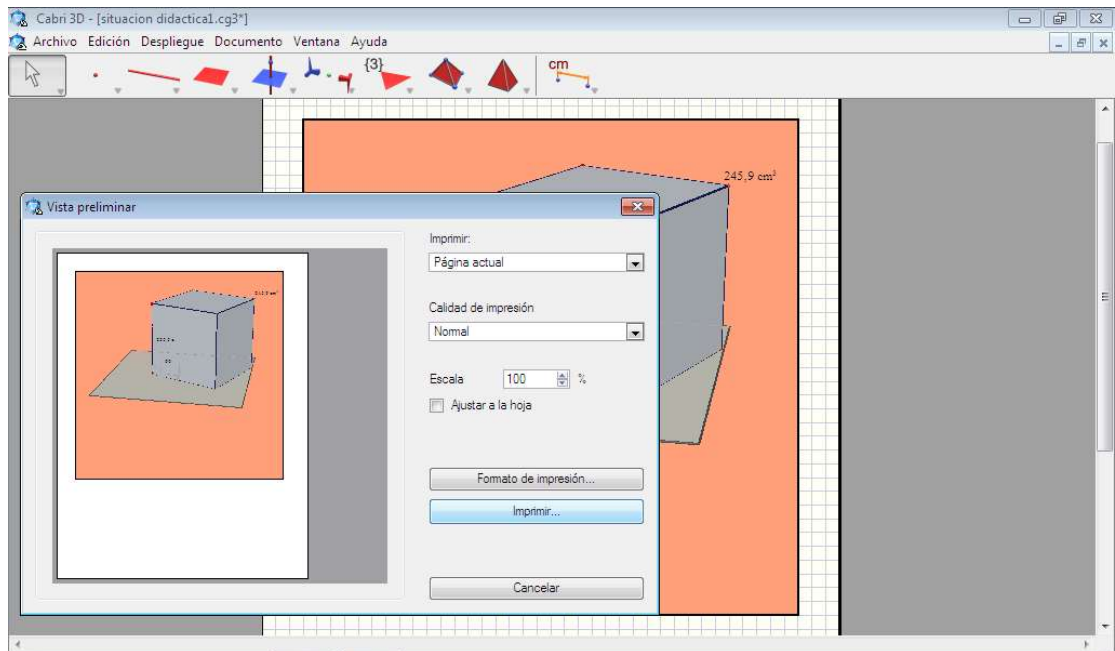 Cabri 3D - [situacion didactica1.cg3*]
Archivo Edición Despliegue Documento Ventana Ayuda
{3}
cm
245,9 cm²
Vista preliminar
Imprimir:
Página actual
Calidad de impresión
Normal
Escala 100 %
Ajustar a la hoja
Formato de impresión...
Imprimir...
Cancelar